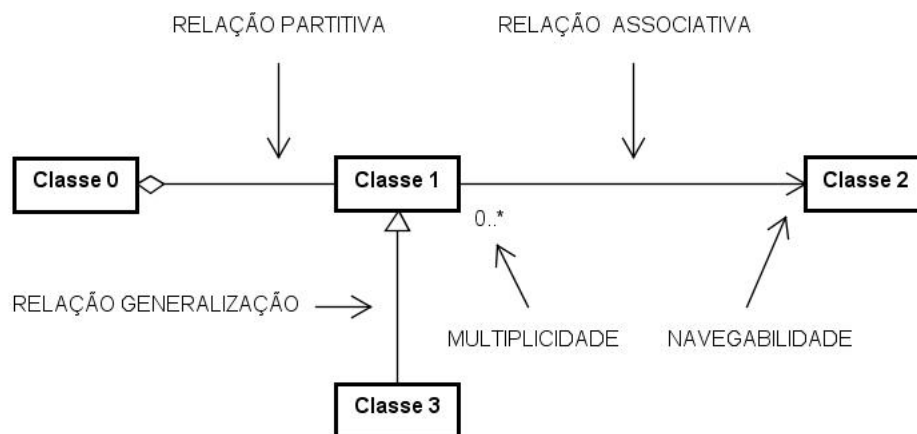 RELAÇÃO PARTITIVA
RELAÇÃO ASSOCIATIVA
Classe 0
Classe 1
Classe 2
0..*
RELAÇÃO GENERALIZAÇÃO
MULTIPLICIDADE
NAVEGABILIDADE
Classe 3